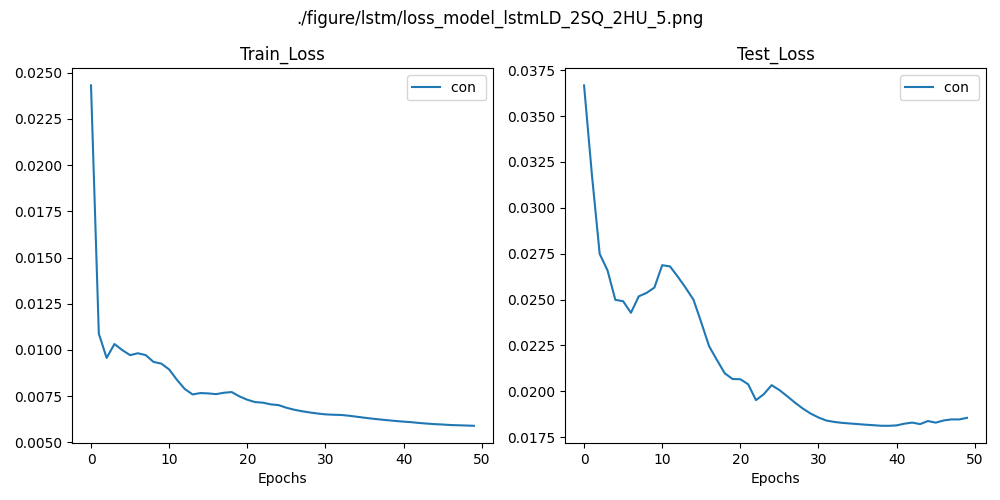 ./figure/lstm/loss_model_lstmLD_2SQ_2HU_5.png
Train_Loss
con
0.0250
0.0225
0.0200
0.0175
0.0150
0.0125
0.0100
0.0075
0.0050
0 10 20 30 40 50
Epochs
Test_Loss
con
0.0375
0.0350
0.0325
0.0300
0.0275
0.0250
0.0225
0.0200
0.0175
0 10 20 30 40 50
Epochs